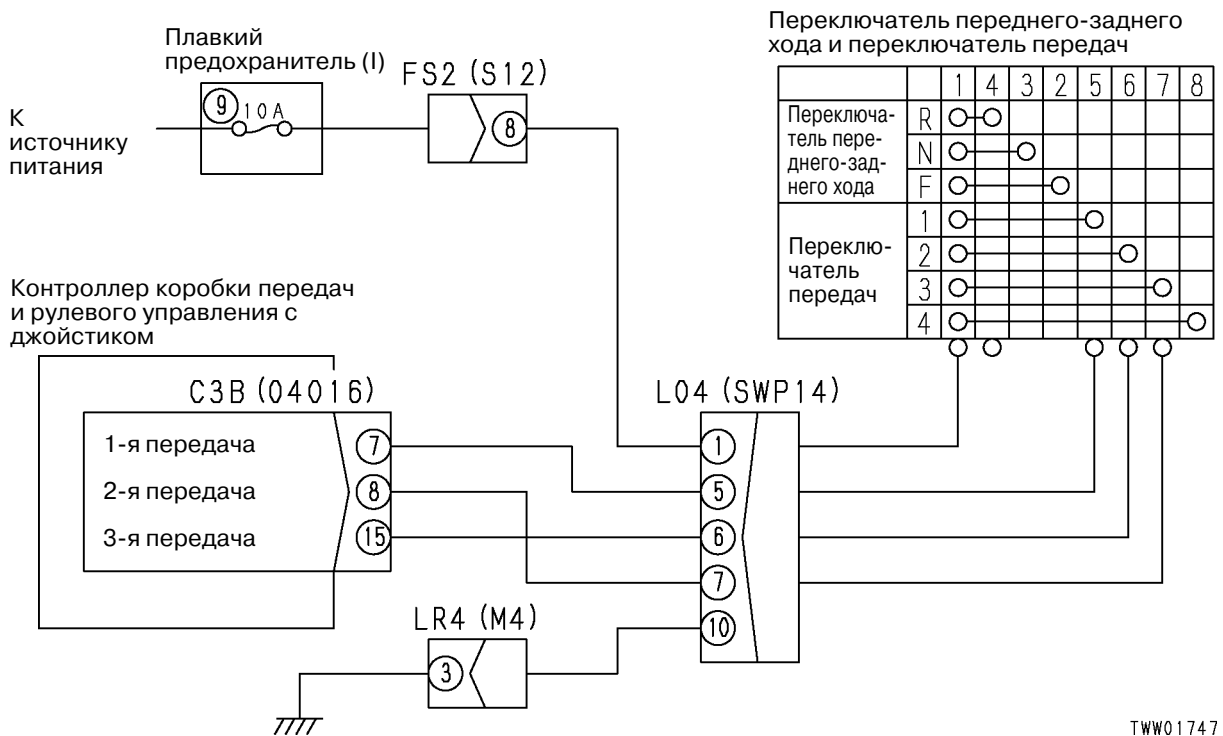 Плавкий
предохранитель (I)
FS2 (S12)
9
10A
8
К
источнику
питания
Переключатель переднего-заднего
хода и переключатель передач
1 4 3 2 5 6 7 8
Переключа-
тель пере-
днего-зад-
него хода
R
N
F
Переклю-
чатель
передач
1
2
3
4
Контроллер коробки передач
и рулевого управления с
джойстиком
C3B (04016)
1-я передача 7
2-я передача 8
3-я передача 15
L04 (SWP14)
1
5
6
7
10
LR4 (M4)
3
TWW01747